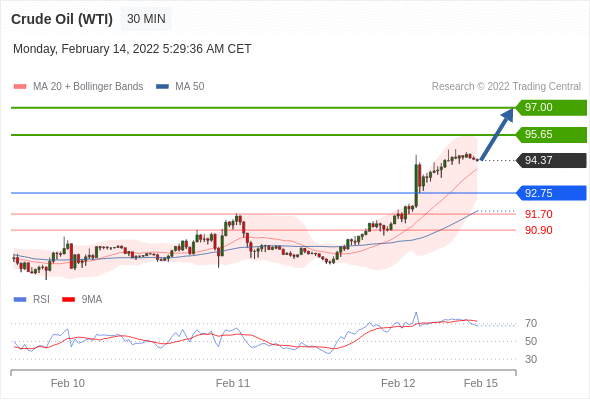 Crude Oil (WTI) 30 MIN
Monday, February 14, 2022 5:29:36 AM CET
MA 20 + Bollinger Bands MA 50 Research © 2022 Trading Central
97.00
95.65
94.37
92.75
91.70
90.90
RSI 9MA
70
50
30
Feb 10 Feb 11 Feb 12 Feb 15